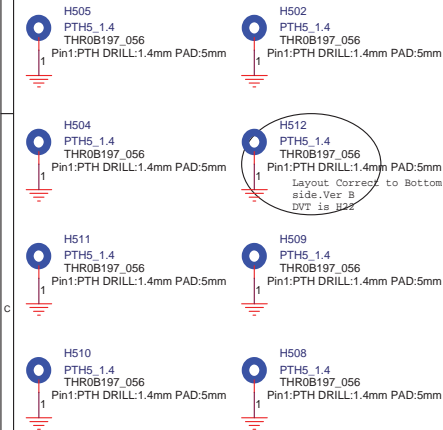 H505
PTH5_1.4
THR0B197_056
Pin1:PTH DRILL:1.4mm PAD:5mm
1
H502
PTH5_1.4
THR0B197_056
Pin1:PTH DRILL:1.4mm PAD:5mm
1
H504
PTH5_1.4
THR0B197_056
Pin1:PTH DRILL:1.4mm PAD:5mm
1
H512
PTH5_1.4
THR0B197_056
Pin1:PTH DRILL:1.4mm PAD:5mm
1
Layout Correct to Bottom
side.Ver B
DVT is H22
H511
PTH5_1.4
THR0B197_056
Pin1:PTH DRILL:1.4mm PAD:5mm
1
H509
PTH5_1.4
THR0B197_056
Pin1:PTH DRILL:1.4mm PAD:5mm
1
C
H510
PTH5_1.4
THR0B197_056
Pin1:PTH DRILL:1.4mm PAD:5mm
1
H508
PTH5_1.4
THR0B197_056
Pin1:PTH DRILL:1.4mm PAD:5mm
1